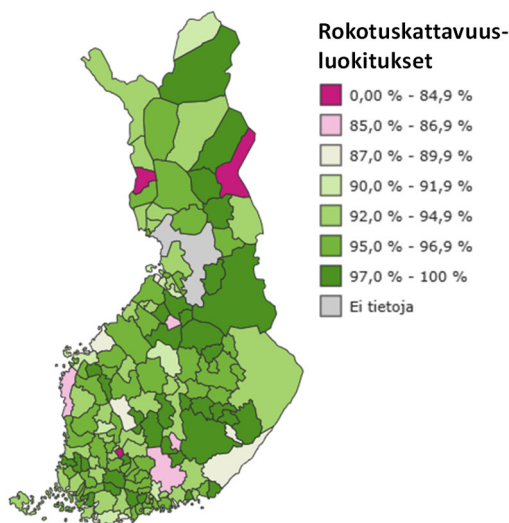 Rokotuskattavuus-
luokitukset
0,00 % - 84,9 %
85,0 % - 86,9 %
87,0 % - 89,9 %
90,0 % - 91,9 %
92,0 % - 94,9 %
95,0 % - 96,9 %
97,0 % - 100 %
Ei tietoja